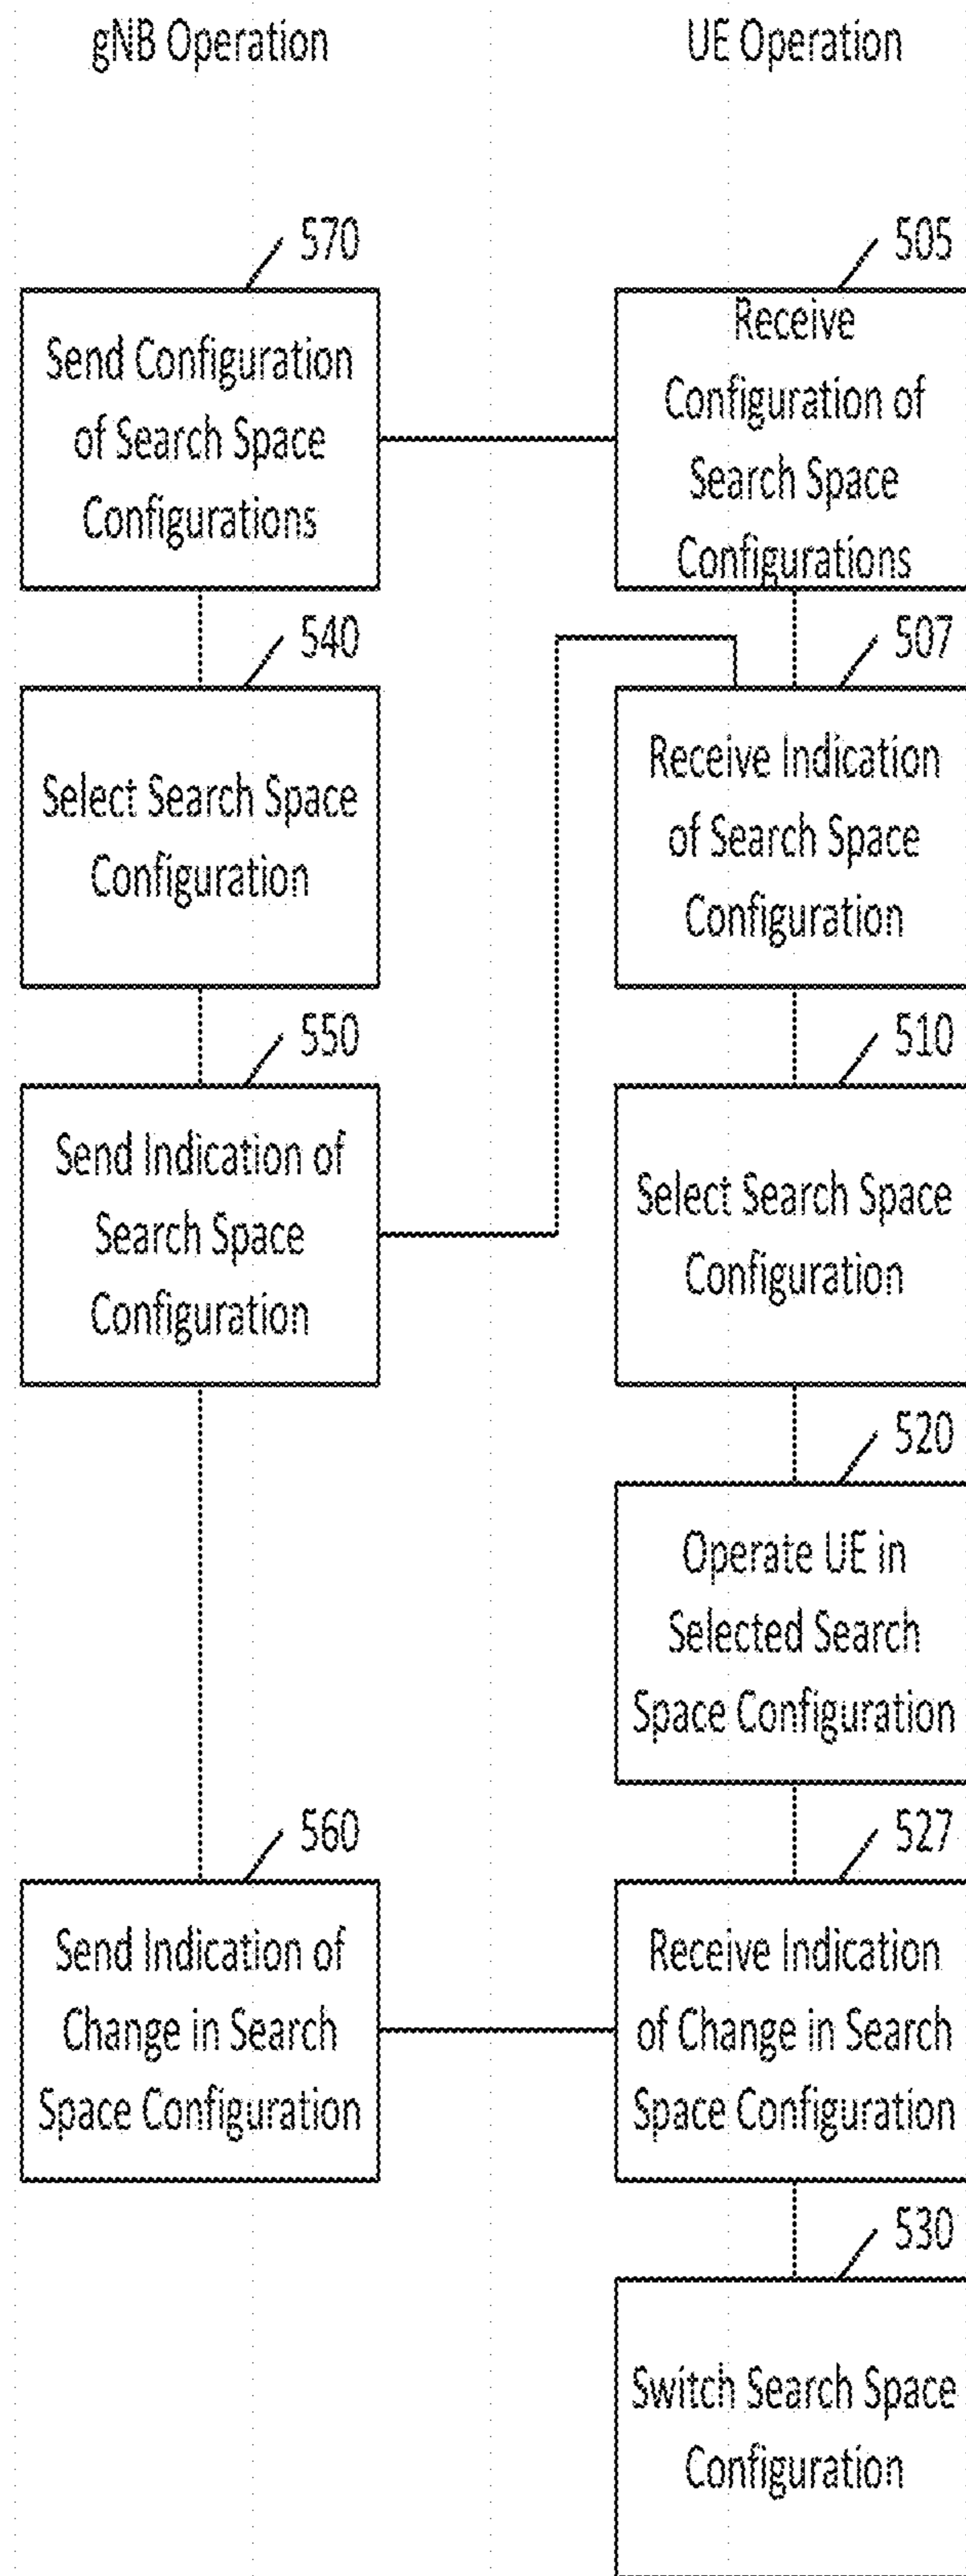 gNB Operation
UE Operation
570
505
Send Configuration
of Search Space
Configurations
Receive
Configuration of
Search Space
Configurations
540
507
Select Search Space
Configuration
Receive Indication
of Search Space
Configuration
550
510
Send Indication of
Search Space
Configuration
Select Search Space
Configuration
520
Operate UE in
Selected Search
Space Configuration
560
527
Send Indication of
Change in Search
Space Configuration
Receive Indication
of Change in Search
Space Configuration
530
Switch Search Space
Configuration